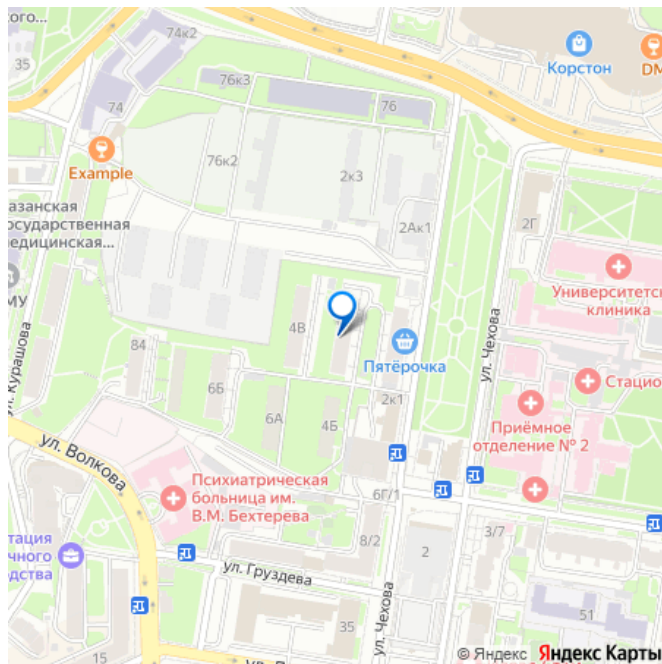 ского...
74к2
35
76к3
74
76
Корстон
DM
Example
76к2
2к3
2Ак1
2Г
азанская
осударственная
едицинская...
МУ
Университетск
клиника
ул. Курашова
84
4В
Пятёрочка
ул. Чехова
6Б
2к1
Стацио
6А
4Б
Приёмное
отделение № 2
ул. Волкова
Психиатрическая
больница им.
В.М. Бехтерева
6Г/1
тация
чного
дства
8/2
2
3/7
ул. Груздева
ул. Чехова
51
35
15
© Яндекс Яндекс Карты